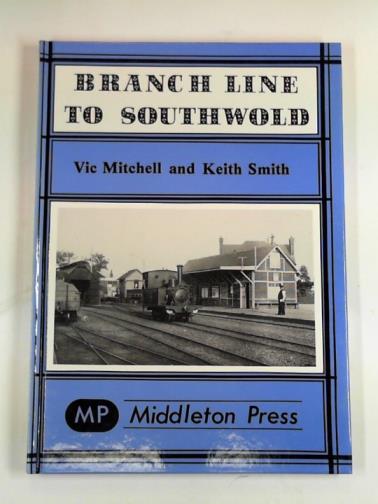 BRANCH LINE
TO SOUTHWOLD
Vic Mitchell and Keith Smith
MP Middleton Press